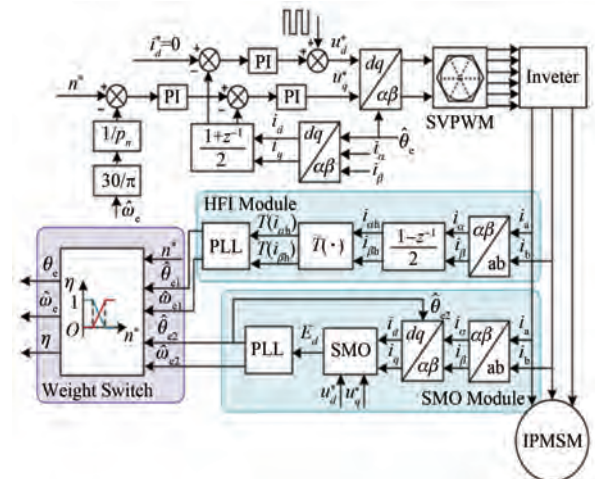 i*d=0
PI
u*d
dq
αβ
SVPWM
Inveter
n*
PI
PI
u*q
1/pn
30/π
ω̂e
1+z⁻¹
2
id
iq
dq
αβ
θ̂e
iα
iβ
HFI Module
PLL
T(iαh)
T(iβh)
T(·)
iαh
iβh
1−z⁻¹
2
iα
iβ
αβ
ab
ia
ib
θe
ω̂e
η
η
1
O
n*
n*
θ̂e1
ω̂e1
θ̂e2
ω̂e2
Weight Switch
PLL
Ed
SMO
u*d
u*q
id
iq
θ̂e2
dq
αβ
iα
iβ
αβ
ab
ia
ib
SMO Module
IPMSM